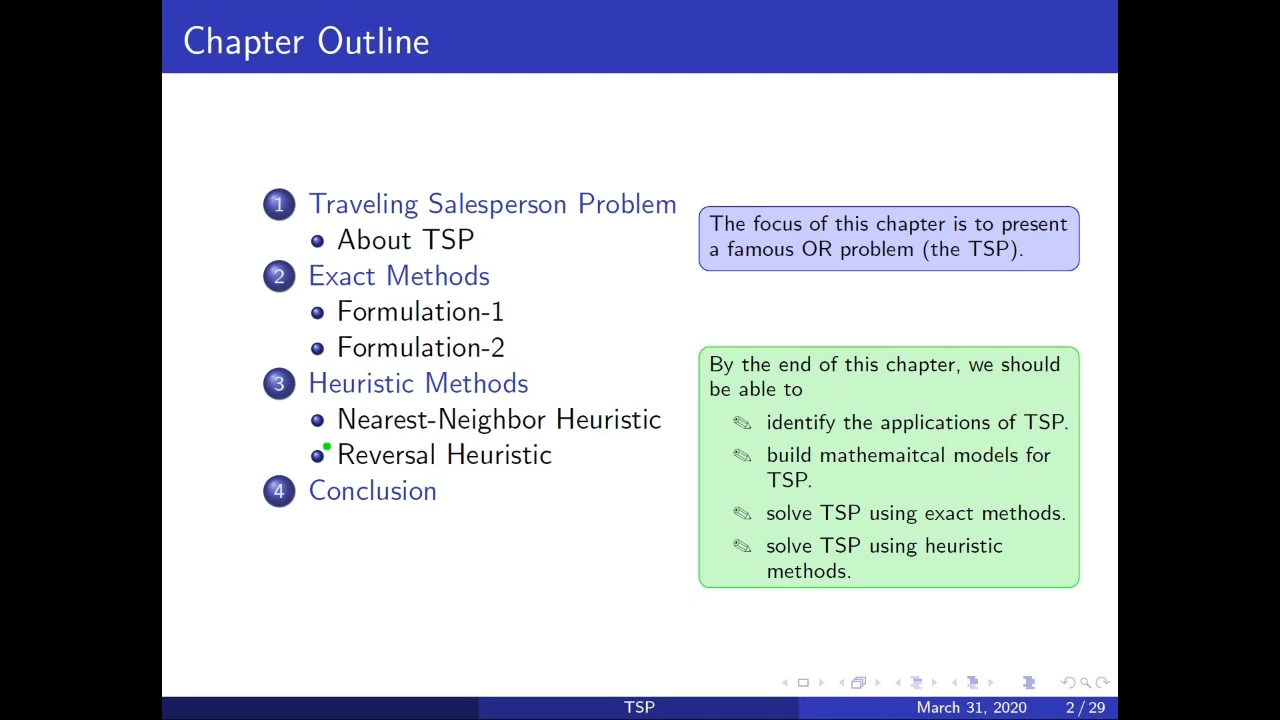 Chapter Outline
1 Traveling Salesperson Problem
About TSP
2 Exact Methods
Formulation-1
Formulation-2
3 Heuristic Methods
Nearest-Neighbor Heuristic
Reversal Heuristic
4 Conclusion
The focus of this chapter is to present
a famous OR problem (the TSP).
By the end of this chapter, we should
be able to
identify the applications of TSP.
build mathemaitcal models for
TSP.
solve TSP using exact methods.
solve TSP using heuristic
methods.
TSP
March 31, 2020
2 / 29